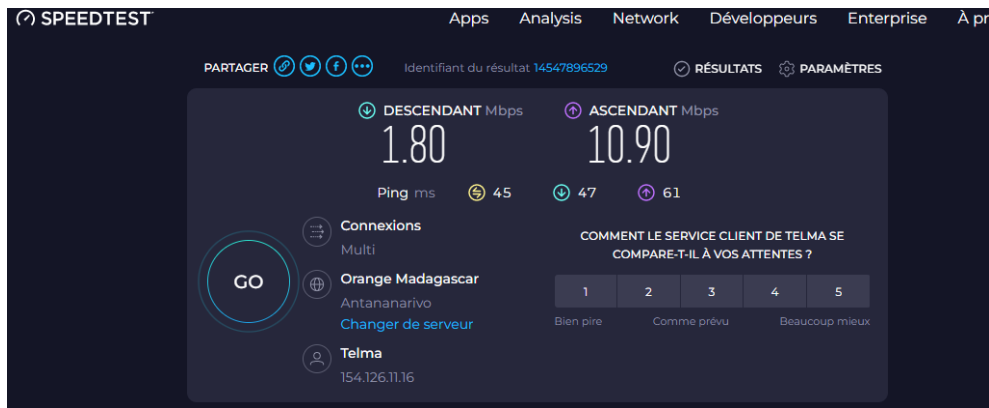 SPEEDTEST
Apps Analysis Network Développeurs Enterprise À pr
PARTAGER Identifiant du résultat 14547896529 RÉSULTATS PARAMÈTRES
DESCENDANT Mbps ASCENDANT Mbps
1.80 10.90
Ping ms 45 47 61
GO
Connexions
Multi
Orange Madagascar
Antananarivo
Changer de serveur
Telma
154.126.11.16
COMMENT LE SERVICE CLIENT DE TELMA SE
COMPARE-T-IL À VOS ATTENTES ?
1 2 3 4 5
Bien pire Comme prévu Beaucoup mieux